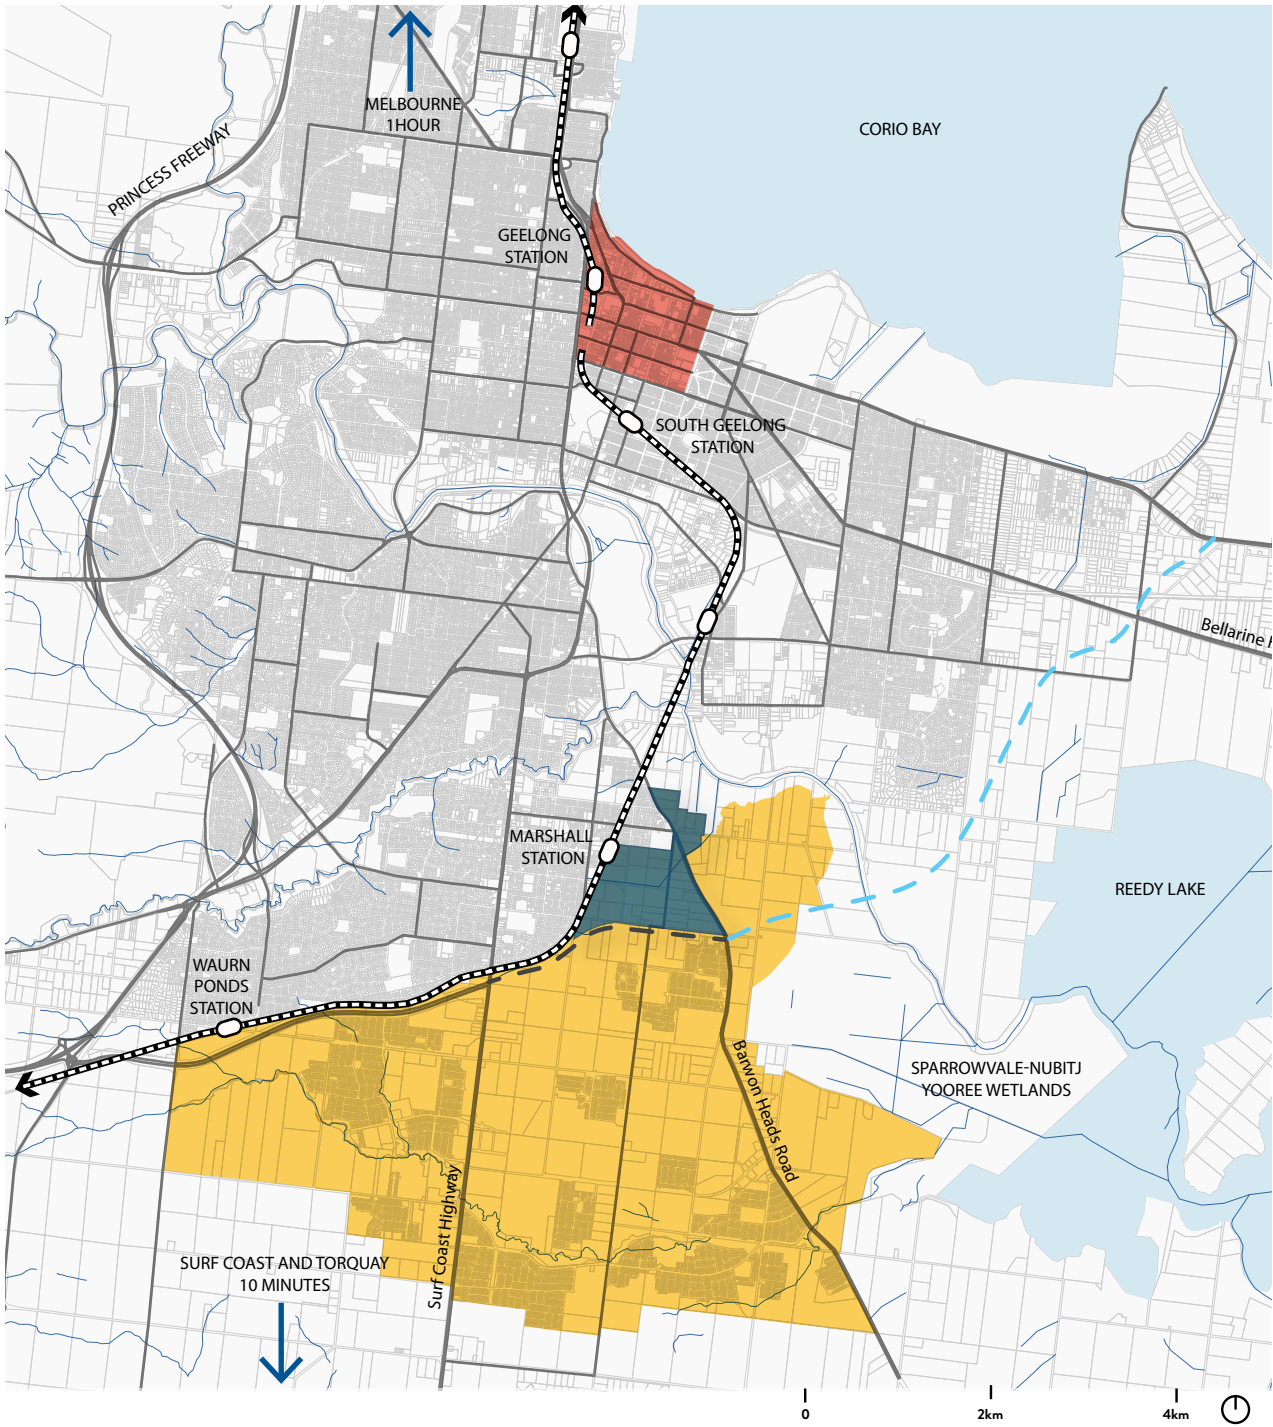 MELBOURNE
1HOUR
CORIO BAY
PRINCESS FREEWAY
GEELONG
STATION
SOUTH GEELONG
STATION
Bellarine H
MARSHALL
STATION
REEDY LAKE
WAURN
PONDS
STATION
Barwon Heads Road
SPARROWVALE-NUBITJ
YOOREE WETLANDS
Surf Coast Highway
SURF COAST AND TORQUAY
10 MINUTES
0
2km
4km